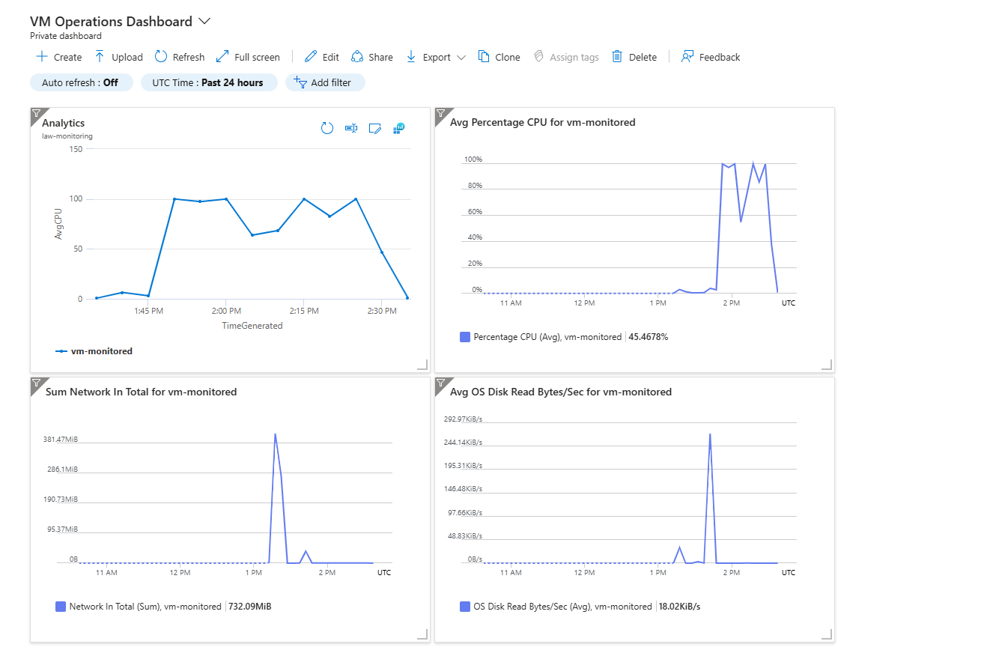 VM Operations Dashboard
Private dashboard
Create Upload Refresh Full screen Edit Share Export Clone Assign tags Delete Feedback
Auto refresh : Off UTC Time : Past 24 hours Add filter
Analytics
law-monitoring
150
100
50
0
AvgCPU
1:45 PM 2:00 PM 2:15 PM 2:30 PM
TimeGenerated
vm-monitored
Avg Percentage CPU for vm-monitored
100%
80%
60%
40%
20%
0%
11 AM 12 PM 1 PM 2 PM UTC
Percentage CPU (Avg), vm-monitored 45.4678%
Sum Network In Total for vm-monitored
381.47MiB
286.1MiB
190.73MiB
95.37MiB
0B
11 AM 12 PM 1 PM 2 PM UTC
Network In Total (Sum), vm-monitored 732.09MiB
Avg OS Disk Read Bytes/Sec for vm-monitored
292.97KiB/s
244.14KiB/s
195.31KiB/s
146.48KiB/s
97.66KiB/s
48.83KiB/s
0B/s
11 AM 12 PM 1 PM 2 PM UTC
OS Disk Read Bytes/Sec (Avg), vm-monitored 18.02KiB/s